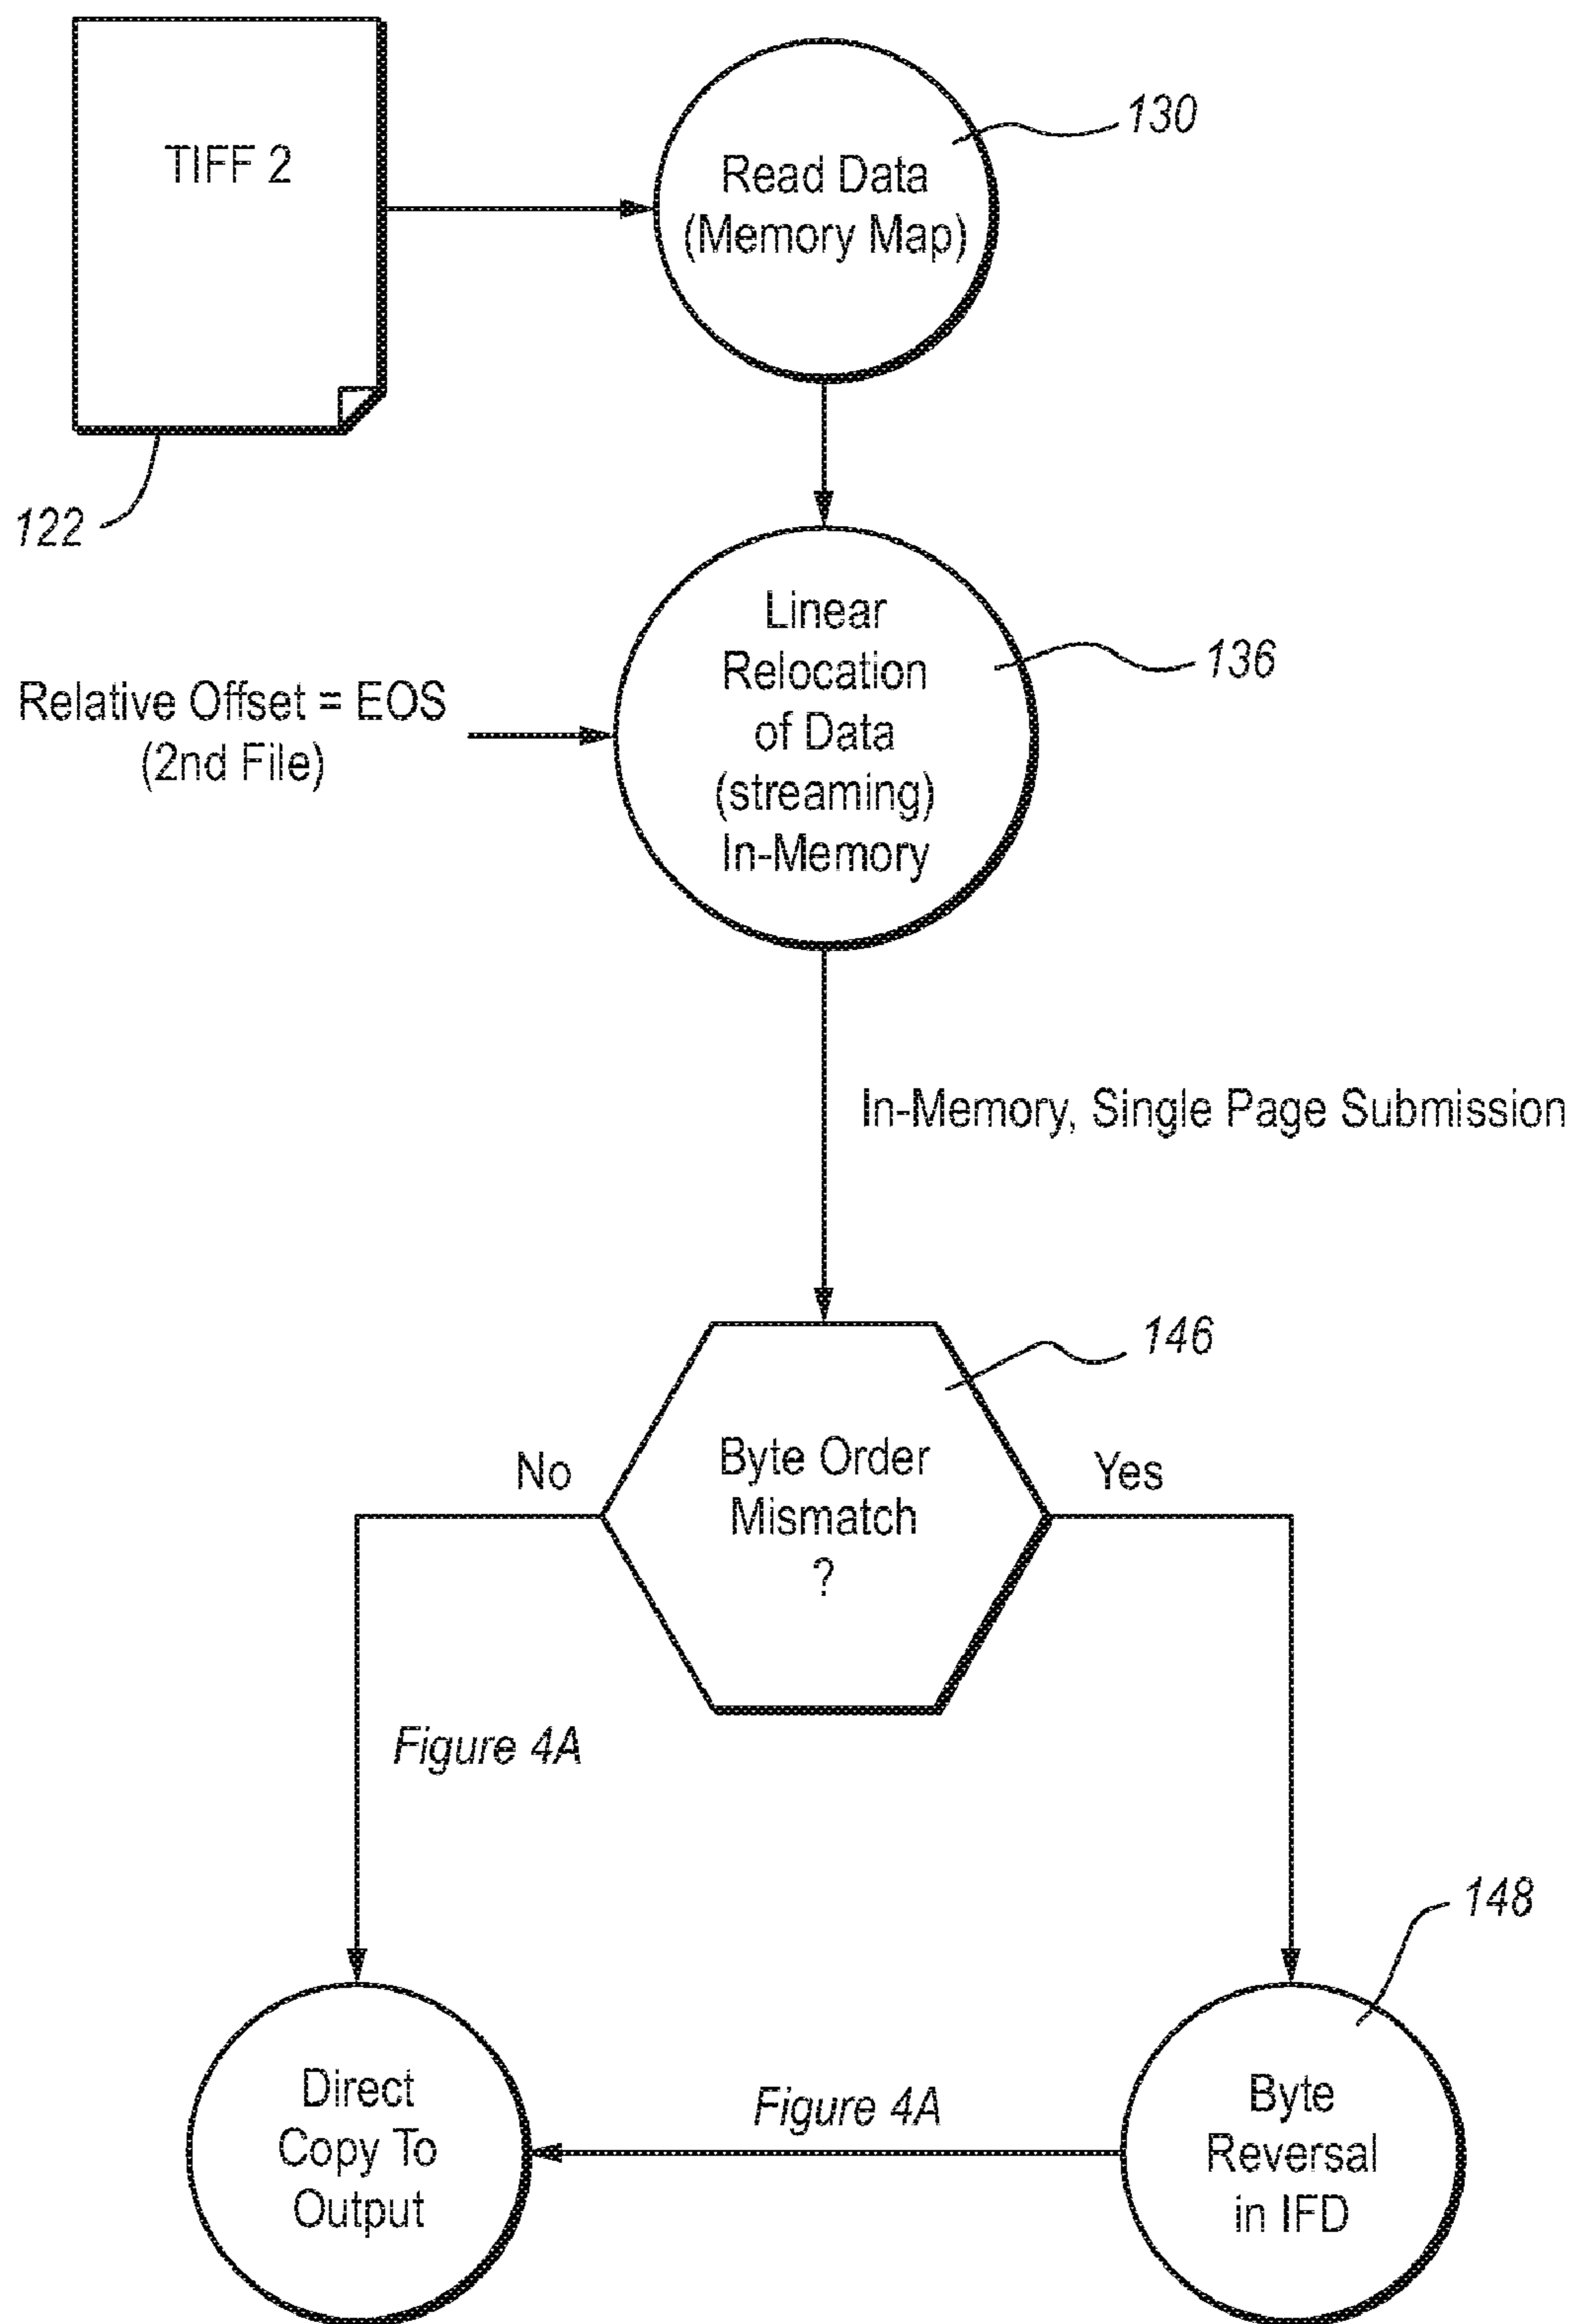 TIFF 2
130
Read Data
(Memory Map)
122
Linear
Relocation
of Data
(streaming)
In-Memory
136
Relative Offset = EOS
(2nd File)
In-Memory, Single Page Submission
146
No
Byte Order
Mismatch
?
Yes
Figure 4A
148
Direct
Copy To
Output
Figure 4A
Byte
Reversal
in IFD